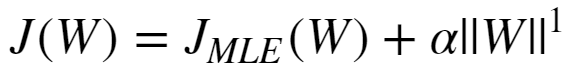 J(W) = J_{MLE}(W) + α||W||^1